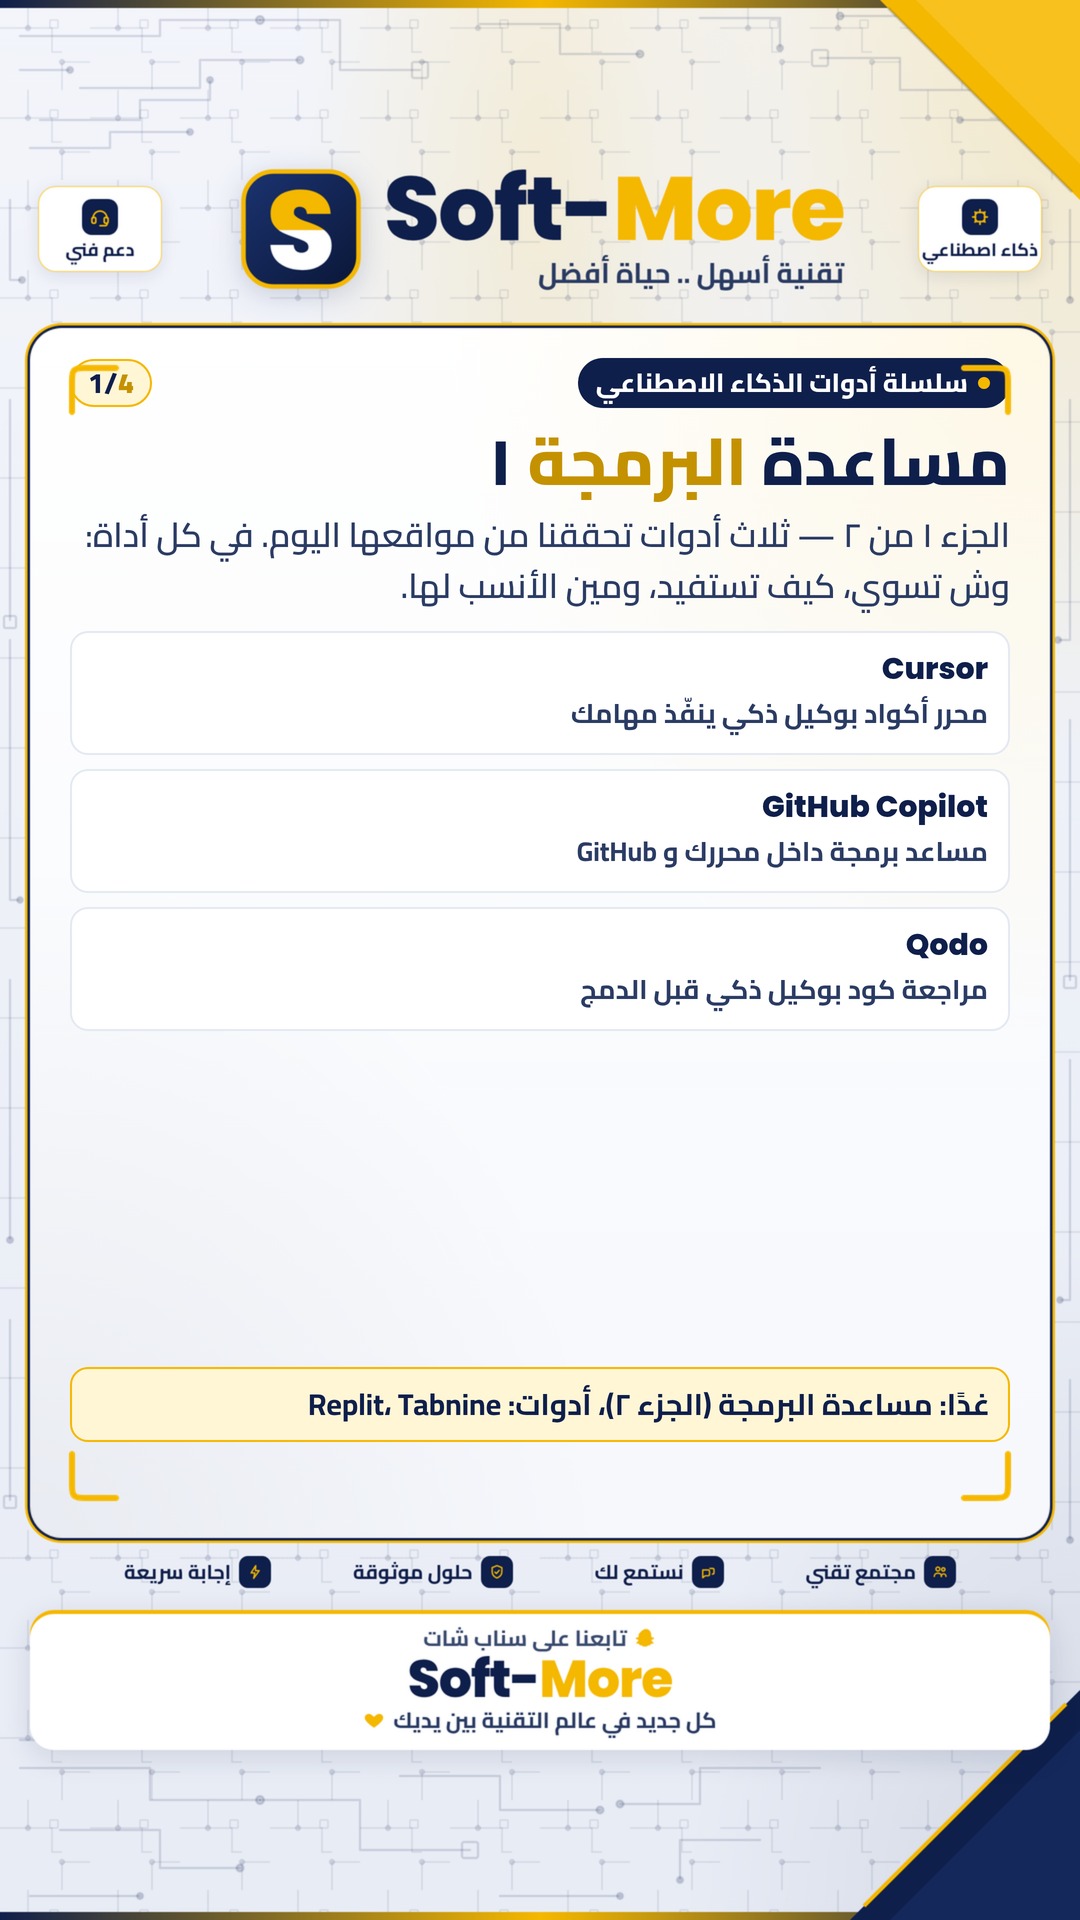 دعم فني
Soft-More
تقنية أسهل .. حياة أفضل
ذكاء اصطناعي
سلسلة أدوات الذكاء الاصطناعي
1/4
مساعدة البرمجة ١
الجزء ١ من ٢ — ثلاث أدوات تحققنا من مواقعها اليوم. في كل أداة:
وش تسوي، كيف تستفيد، ومين الأنسب لها.
Cursor
محرر أكواد بوكيل ذكي ينفّذ مهامك
GitHub Copilot
مساعد برمجة داخل محررك و GitHub
Qodo
مراجعة كود بوكيل ذكي قبل الدمج
غدًا: مساعدة البرمجة (الجزء ٢)، أدوات: Replit، Tabnine
مجتمع تقني
نستمع لك
حلول موثوقة
إجابة سريعة
تابعنا على سناب شات
Soft-More
كل جديد في عالم التقنية بين يديك